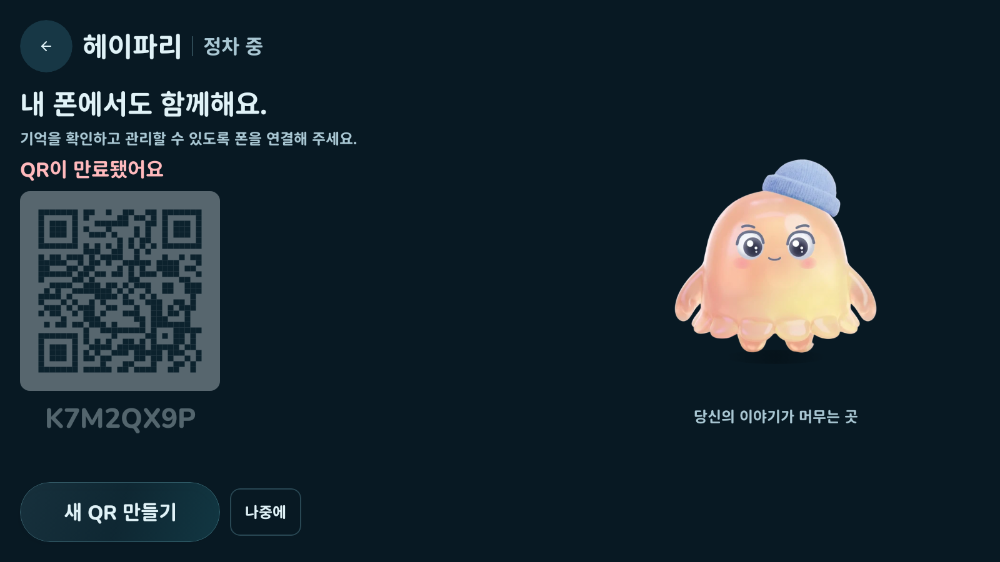 헤이파리 정차 중
내 폰에서도 함께해요.
기억을 확인하고 관리할 수 있도록 폰을 연결해 주세요.
QR이 만료됐어요
K7M2QX9P
당신의 이야기가 머무는 곳
새 QR 만들기 나중에